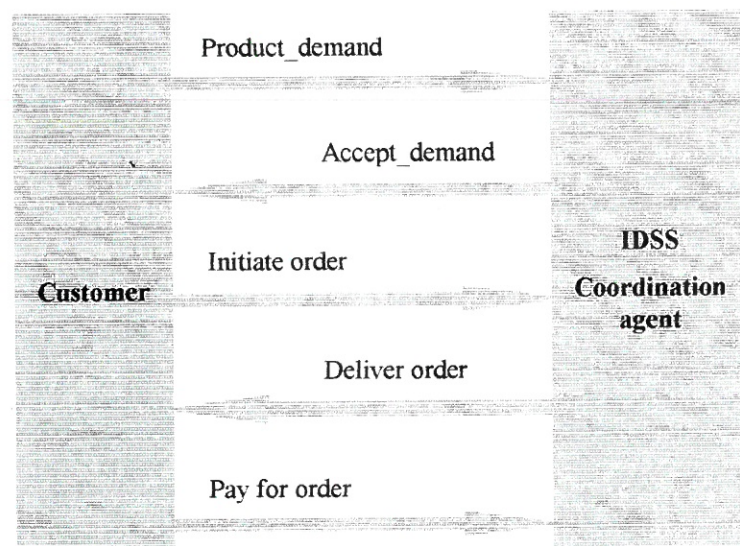 Product_demand
Accept_demand
IDSS
Initiate order
Customer
Coordination
agent
Deliver order
Pay for order